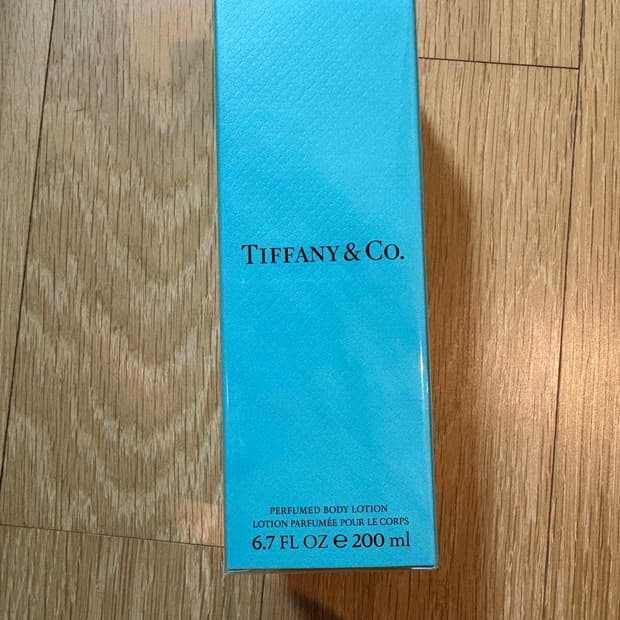 TIFFANY & CO.
PERFUMED BODY LOTION
LOTION PARFUMÉE POUR LE CORPS
6.7 FL OZ ℮ 200 ml